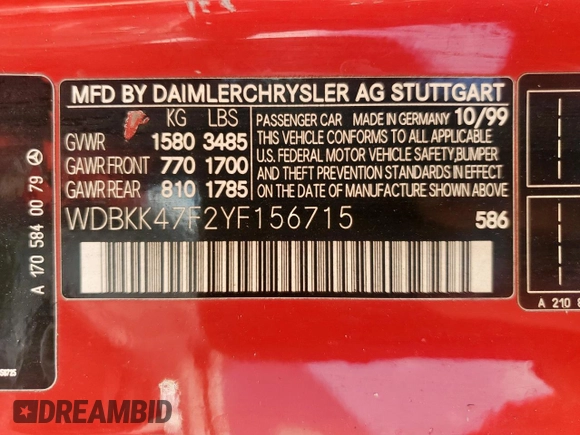 MFD BY DAIMLERCHRYSLER AG STUTTGART
KG LBS
GVWR 1580 3485
GAWR FRONT 770 1700
GAWR REAR 810 1785
PASSENGER CAR MADE IN GERMANY 10/99
THIS VEHICLE CONFORMS TO ALL APPLICABLE
U.S. FEDERAL MOTOR VEHICLE SAFETY, BUMPER
AND THEFT PREVENTION STANDARDS IN EFFECT
ON THE DATE OF MANUFACTURE SHOWN ABOVE.
WDBKK47F2YF156715
586
A 170 584 00 79
A 210 8
DREAMBID